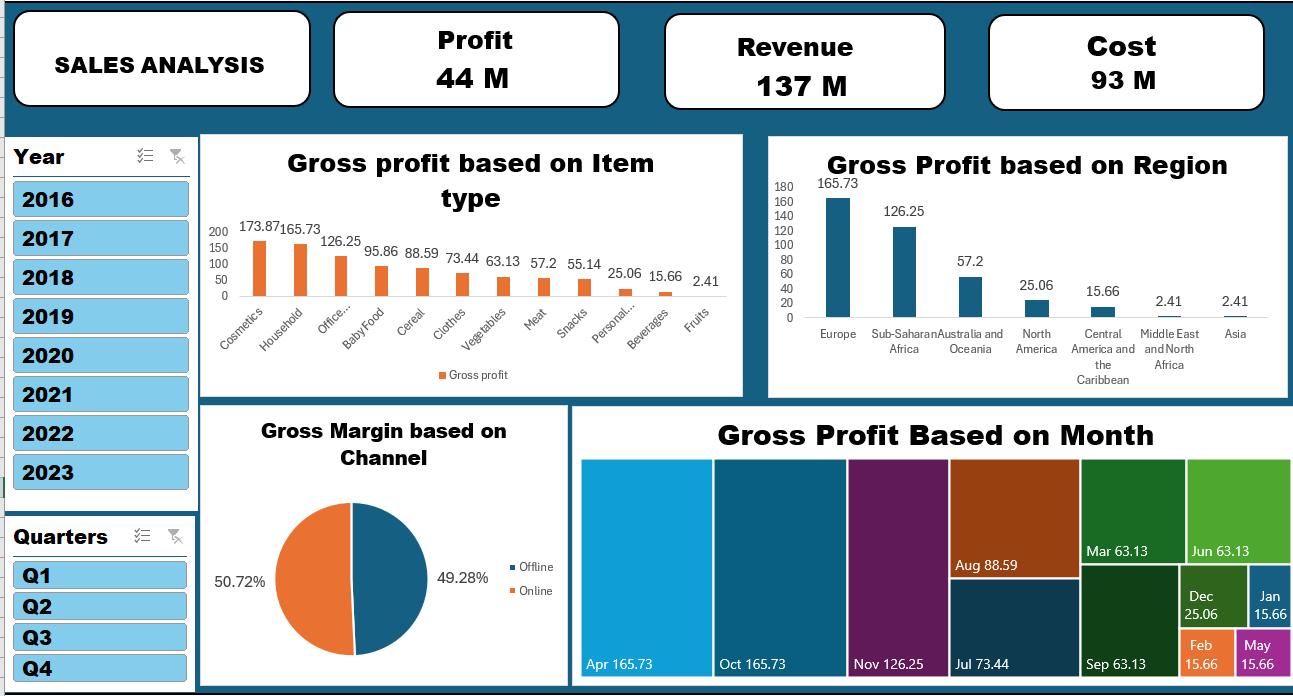 SALES ANALYSIS
Profit
44 M
Revenue
137 M
Cost
93 M
Year
2016
2017
2018
2019
2020
2021
2022
2023
Quarters
Q1
Q2
Q3
Q4
Gross profit based on Item
type
200
150
100
50
0
173.87
165.73
126.25
95.86
88.59
73.44
63.13
57.2
55.14
25.06
15.66
2.41
Cosmetics
Household
Office...
Baby Food
Cereal
Clothes
Vegetables
Meat
Snacks
Personal...
Beverages
Fruits
Gross profit
Gross Profit based on Region
180
160
140
120
100
80
60
40
20
0
165.73
126.25
57.2
25.06
15.66
2.41
2.41
Europe
Sub-Saharan
Africa
Australia and
Oceania
North
America
Central
America and
the
Caribbean
Middle East
and North
Africa
Asia
Gross Margin based on
Channel
50.72%
49.28%
Offline
Online
Gross Profit Based on Month
Apr 165.73
Oct 165.73
Nov 126.25
Aug 88.59
Jul 73.44
Mar 63.13
Jun 63.13
Sep 63.13
Dec
25.06
Jan
15.66
Feb
15.66
May
15.66